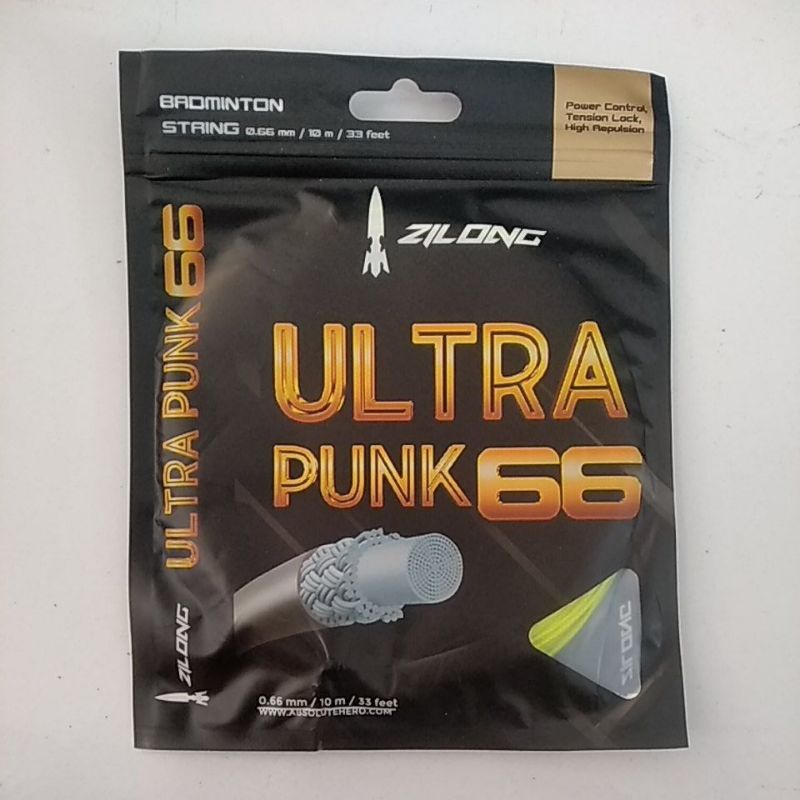 BADMINTON
STRING 0.66 mm / 10 m / 33 feet
Power Control,
Tension Lock,
High Repulsion
ZILONG
ULTRA
PUNK 66
ULTRA PUNK 66
ZILONG
ZILONG
0.66 mm / 10 m / 33 feet
WWW.ABSOLUTEHERO.COM